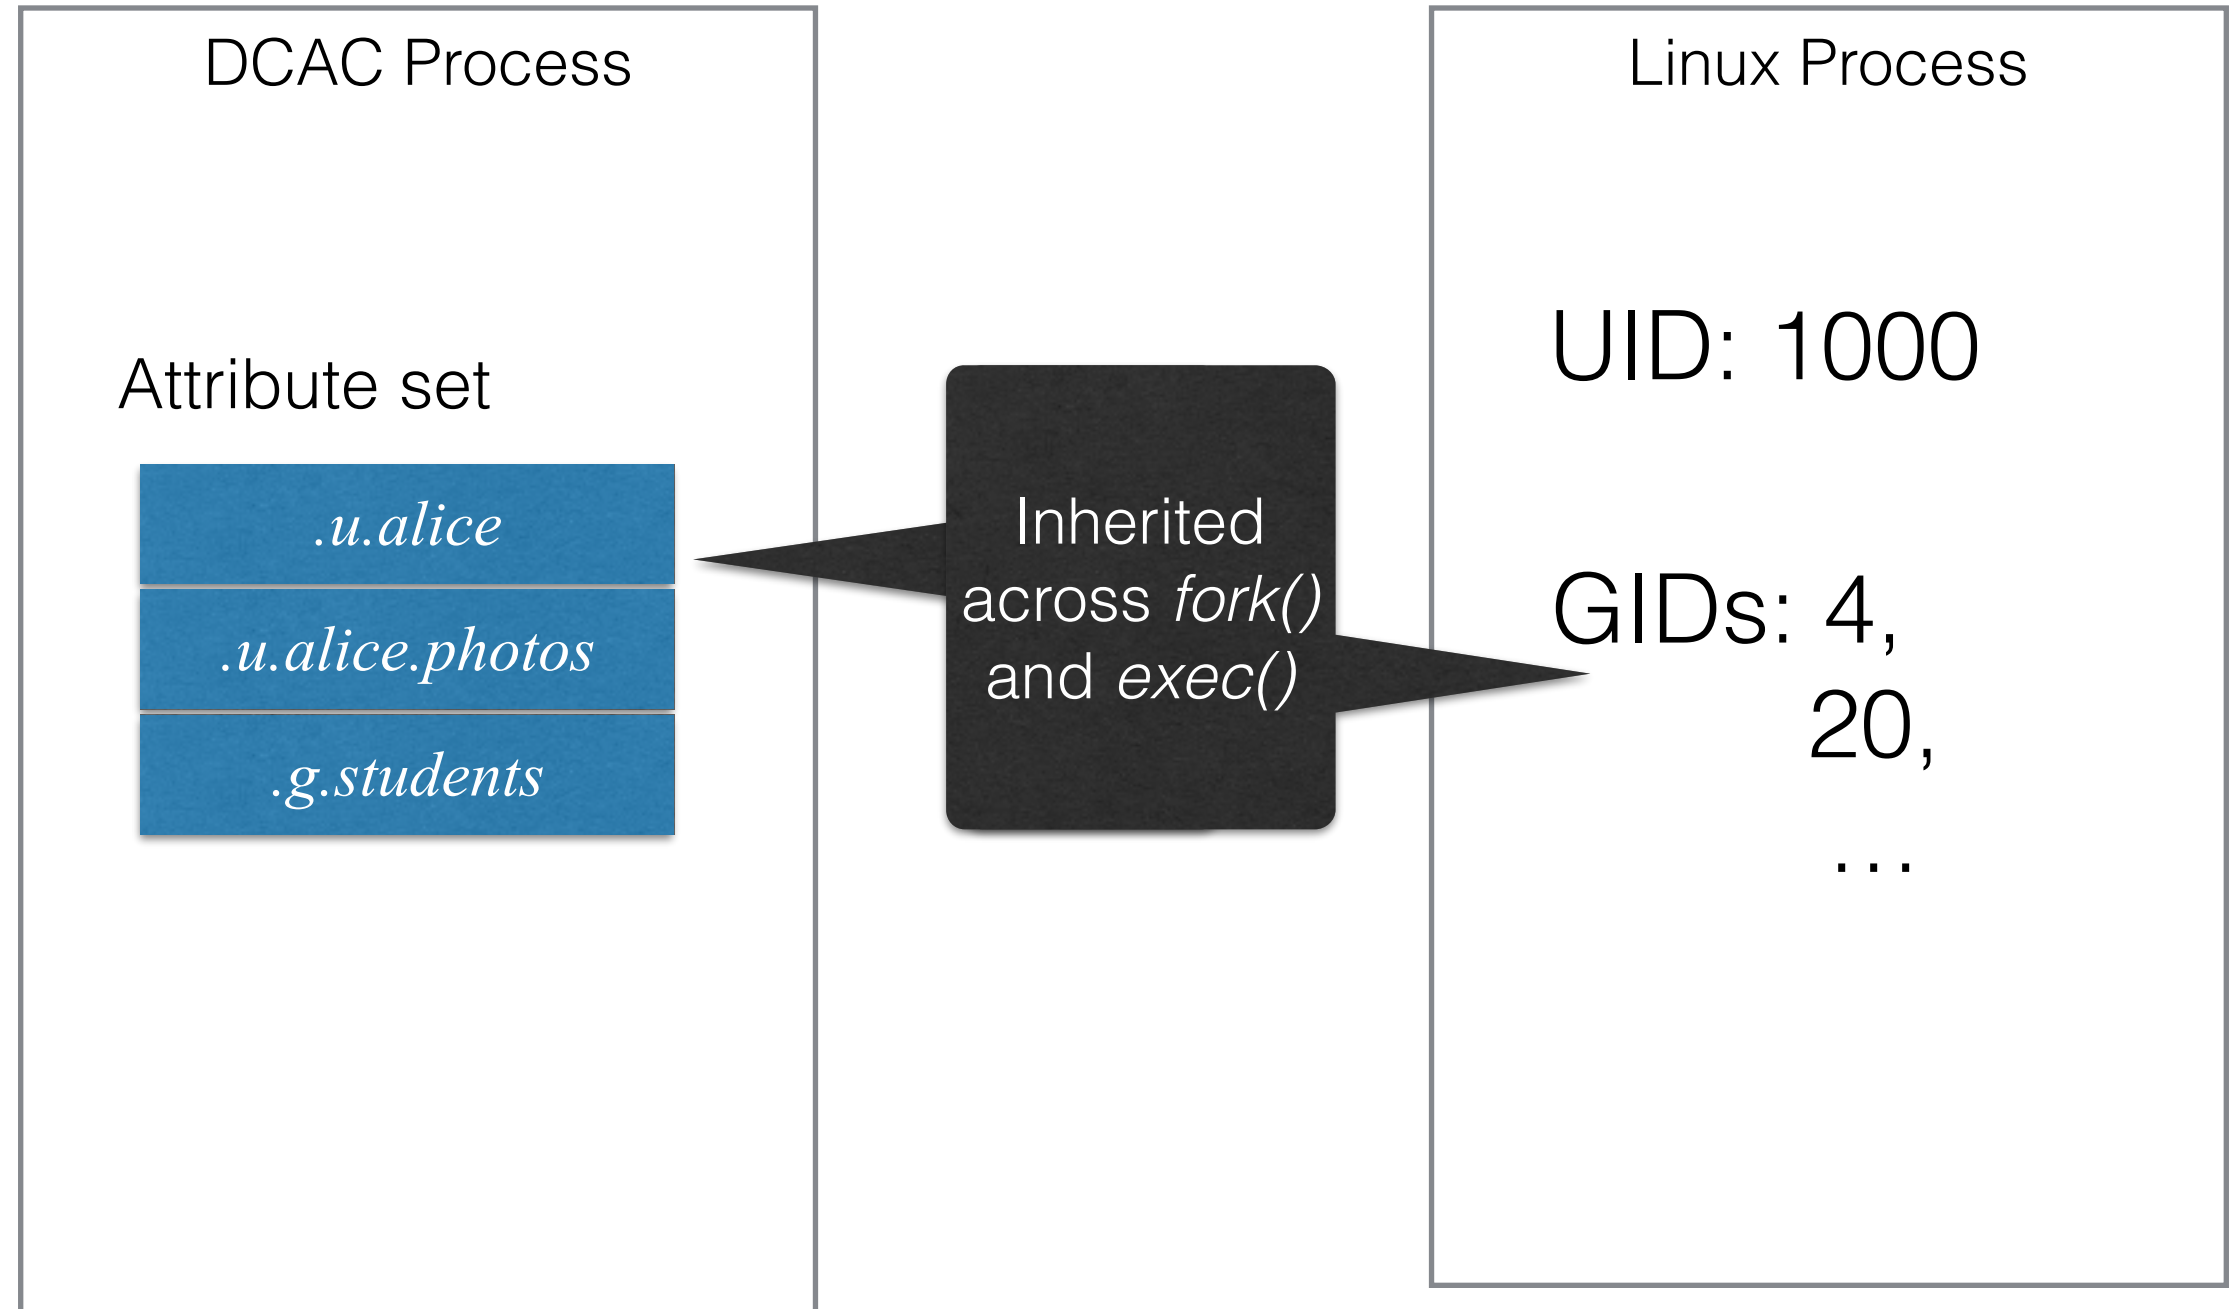 DCAC Process
Attribute set
.u.alice
.u.alice.photos
.g.students
Inherited
across fork()
and exec()
Linux Process
UID: 1000
GIDs: 4,
20,
...